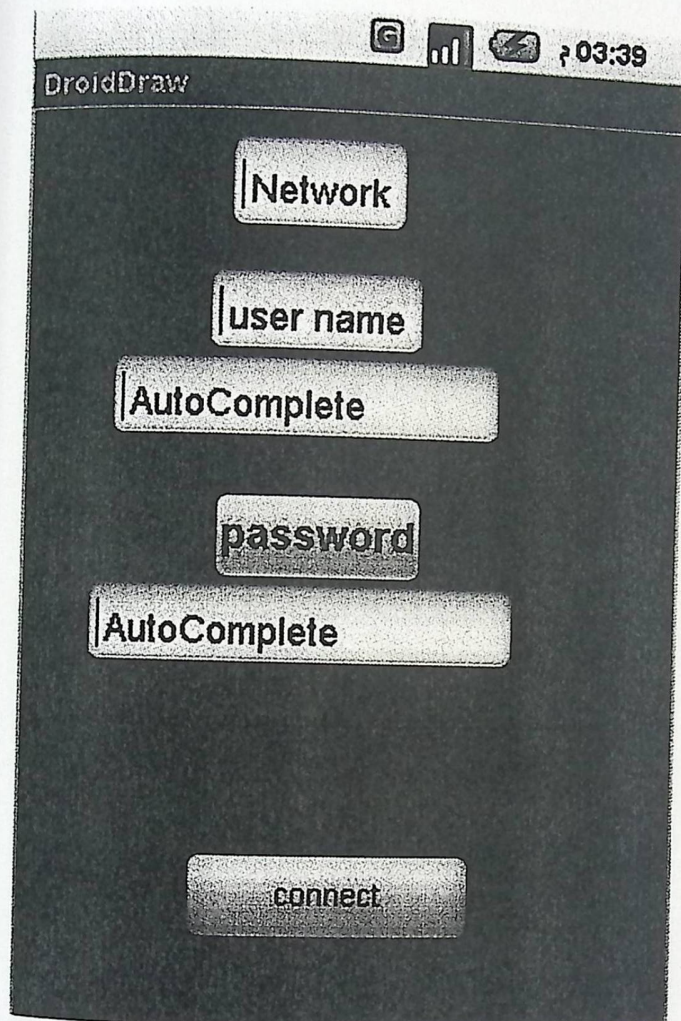 G م 03:39
DroidDraw
Network
user name
AutoComplete
password
AutoComplete
connect